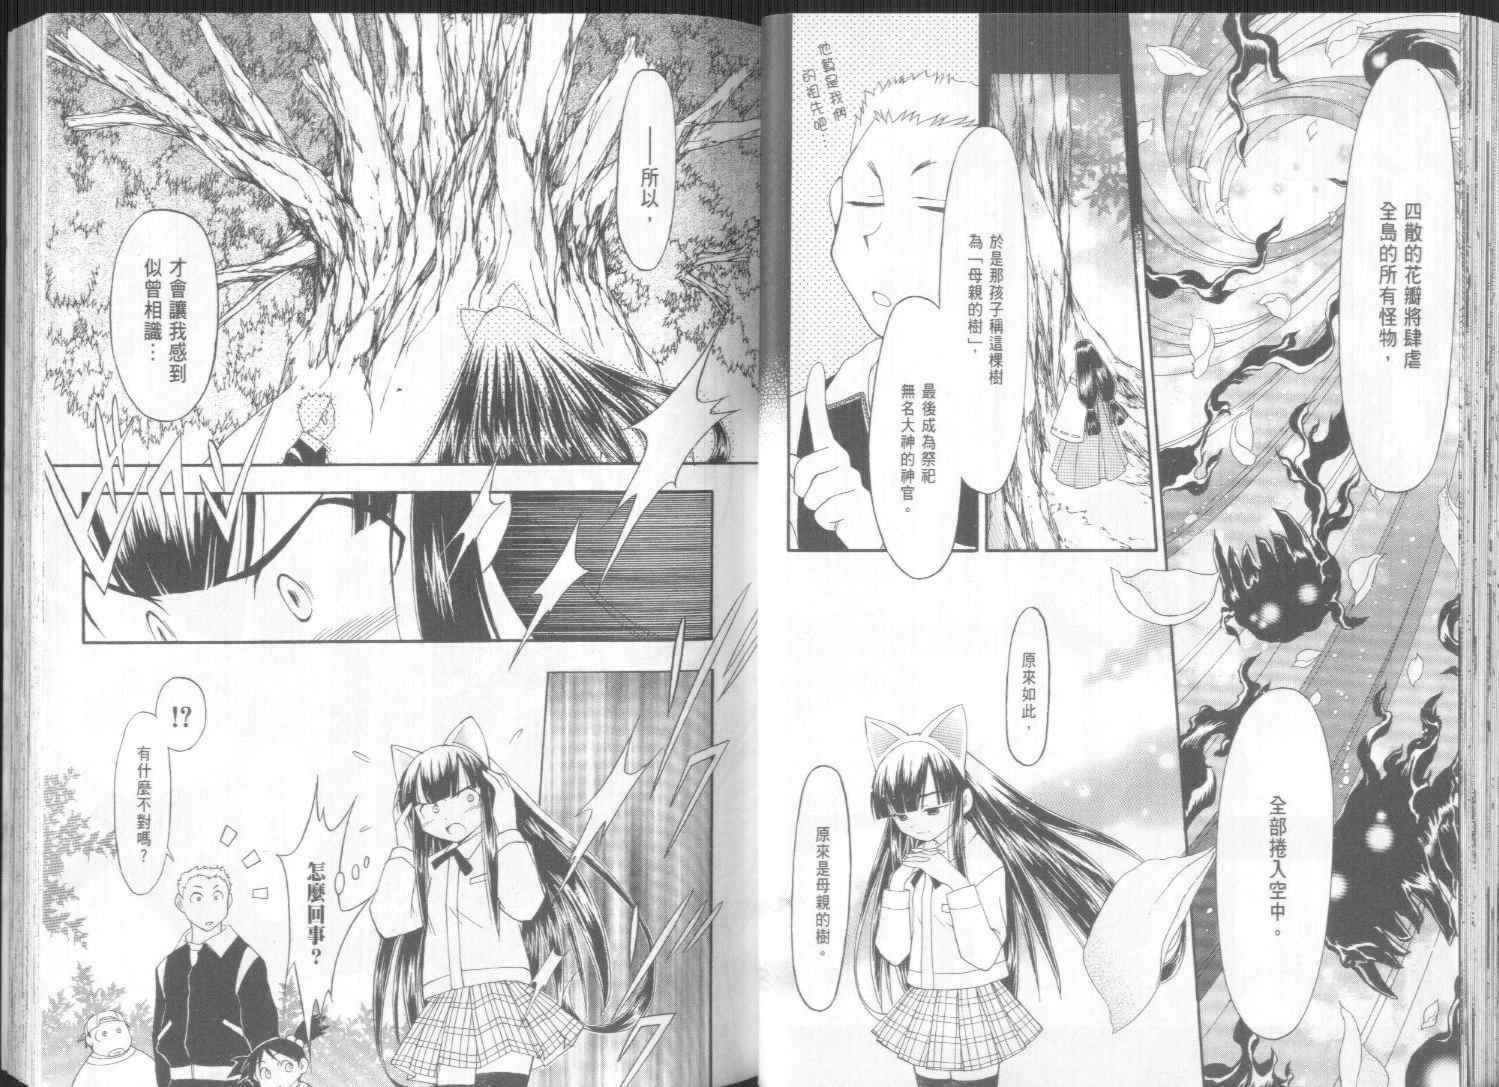 四散的花瓣將肆虐
全島的所有怪物，
全部捲入空中。
於是那孩子稱這棵樹
為「母親的樹」，
最後成為祭祀
無名大神的神官。
他算是我們
的祖先吧…
原來如此，
原來是母親的樹。
──所以，
才會讓我感到
似曾相識…
怎麼回事？
!?
有什麼不對嗎？